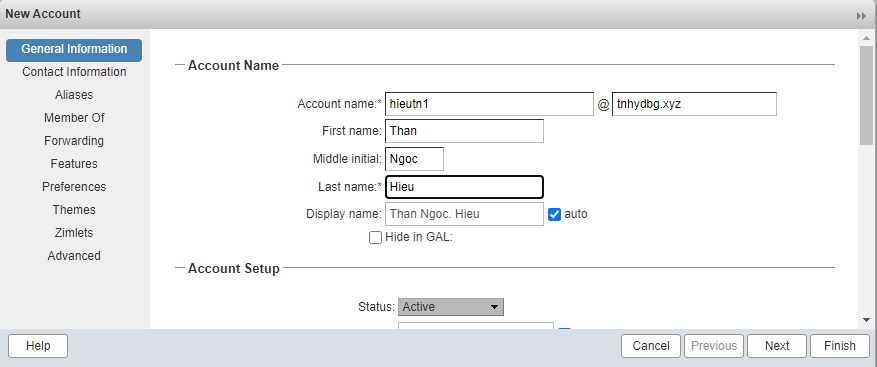 New Account
General Information
Contact Information
Aliases
Member Of
Forwarding
Features
Preferences
Themes
Zimlets
Advanced
Account Name
Account name:* hieutn1 @ tnhydbg.xyz
First name: Than
Middle initial: Ngoc
Last name:* Hieu
Display name: Than Ngoc. Hieu auto
Hide in GAL:
Account Setup
Status: Active
Help Cancel Previous Next Finish